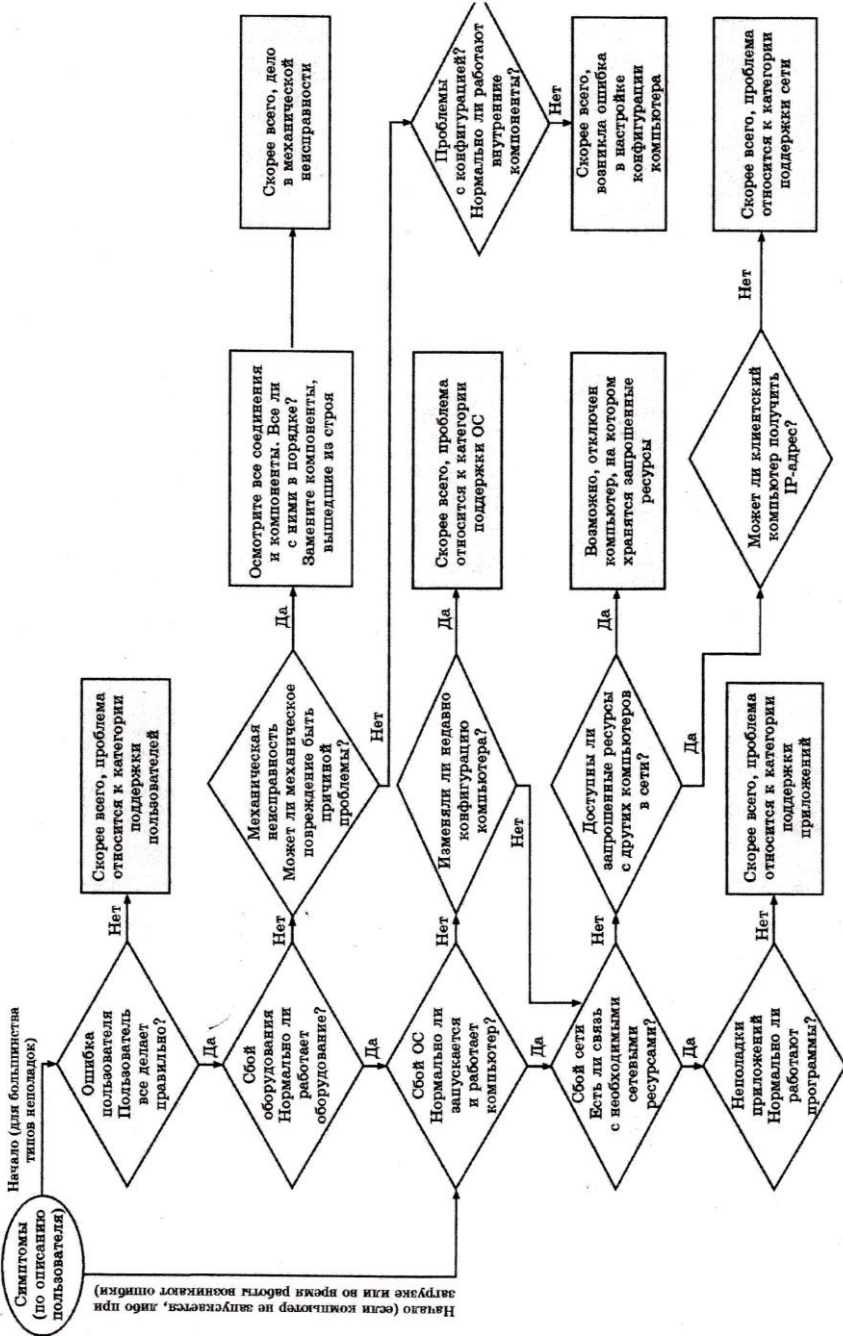 Симптомы
(по описанию
пользователя)
Начало (для большинства
типов неполадок)
Начало (если компьютер не запускается, либо при
загрузке или во время работы возникают ошибки)
Ошибка
пользователя
Пользователь
все делает
правильно?
Нет
Скорее всего, проблема
относится к категории
поддержки
пользователей
Да
Сбой
оборудования
Нормально ли
работает
оборудование?
Нет
Механическая
неисправность
Может ли механическое
повреждение быть
причиной
проблемы?
Да
Осмотрите все соединения
и компоненты. Все ли
с ними в порядке?
Замените компоненты,
вышедшие из строя
Скорее всего, дело
в механической
неисправности
Нет
Проблемы
с конфигурацией?
Нормально ли работают
внутренние
компоненты?
Нет
Скорее всего,
возникла ошибка
в настройке
конфигурации
компьютера
Да
Сбой ОС
Нормально ли
запускается
и работает
компьютер?
Нет
Изменяли ли недавно
конфигурацию
компьютера?
Да
Скорее всего, проблема
относится к категории
поддержки ОС
Нет
Да
Сбой сети
Есть ли связь
с необходимыми
сетевыми
ресурсами?
Нет
Доступны ли
запрошенные ресурсы
с других компьютеров
в сети?
Да
Возможно, отключен
компьютер, на котором
хранятся запрошенные
ресурсы
Да
Может ли клиентский
компьютер получить
IP-адрес?
Нет
Скорее всего, проблема
относится к категории
поддержки сети
Да
Неполадки
приложений
Нормально ли
работают
программы?
Нет
Скорее всего, проблема
относится к категории
поддержки
приложений